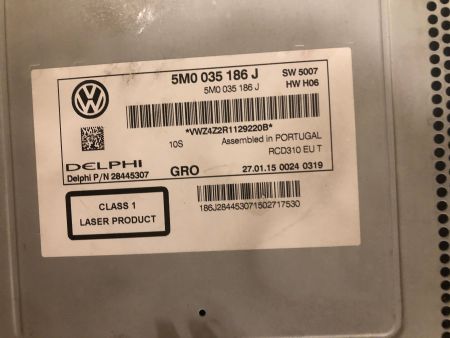 5M0 035 186 J SW 5007
5M0 035 186 J HW H06
*VWZ4Z2R1129220B*
10S Assembled in PORTUGAL
DELPHI RCD310 EU T
Delphi P/N 28445307 GRO 27.01.15 0024 0319
CLASS 1
LASER PRODUCT
186J284453071502717530